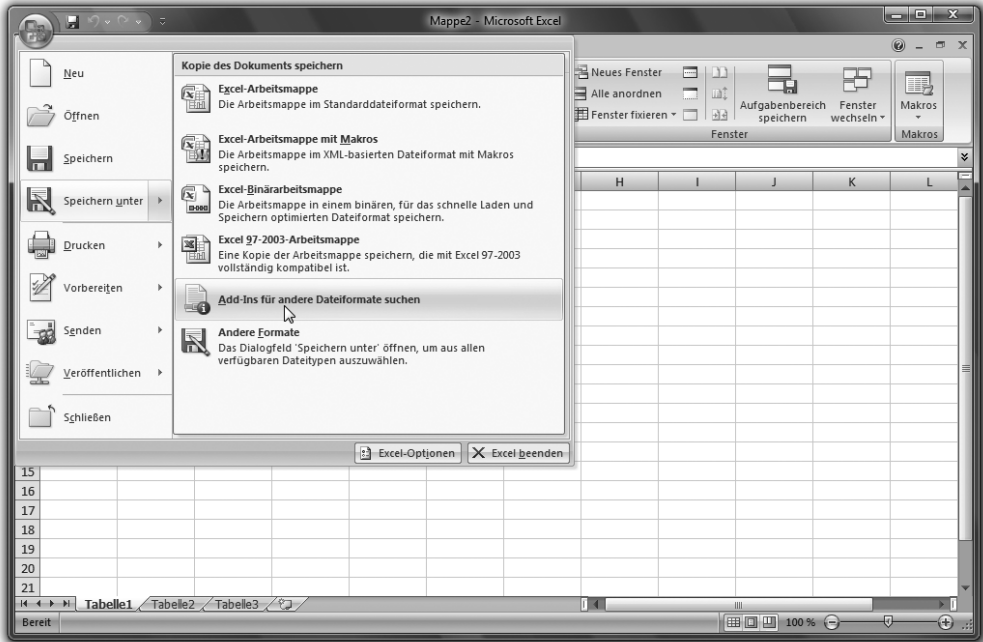 Mappe2 - Microsoft Excel
Neu
Öffnen
Speichern
Speichern unter
Drucken
Vorbereiten
Senden
Veröffentlichen
Schließen
Kopie des Dokuments speichern
Excel-Arbeitsmappe
Die Arbeitsmappe im Standarddateiformat speichern.
Excel-Arbeitsmappe mit Makros
Die Arbeitsmappe im XML-basierten Dateiformat mit Makros
speichern.
Excel-Binärarbeitsmappe
Die Arbeitsmappe in einem binären, für das schnelle Laden und
Speichern optimierten Dateiformat speichern.
Excel 97-2003-Arbeitsmappe
Eine Kopie der Arbeitsmappe speichern, die mit Excel 97-2003
vollständig kompatibel ist.
Add-Ins für andere Dateiformate suchen
Andere Formate
Das Dialogfeld 'Speichern unter' öffnen, um aus allen
verfügbaren Dateitypen auszuwählen.
Excel-Optionen
Excel beenden
Neues Fenster
Alle anordnen
Fenster fixieren
Aufgabenbereich
speichern
Fenster
wechseln
Fenster
Makros
Makros
H I J K L
15
16
17
18
19
20
21
Tabelle1 Tabelle2 Tabelle3
Bereit
100 %